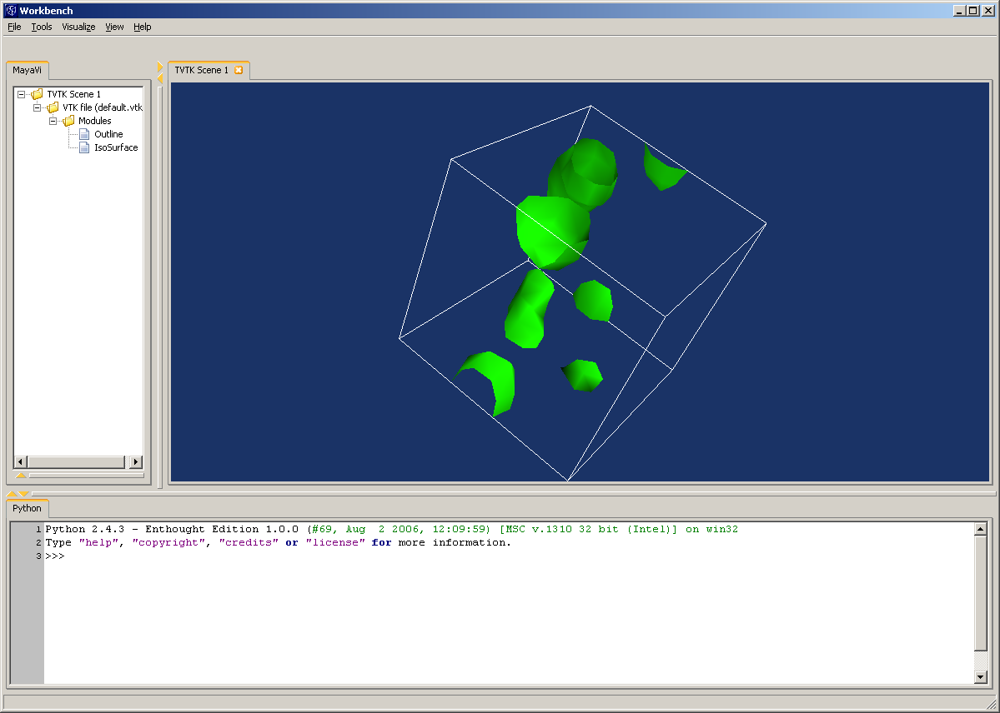 Workbench
File Tools Visualize View Help
MayaVi
TVTK Scene 1
TVTK Scene 1
VTK file (default.vtk
Modules
Outline
IsoSurface
Python
1 Python 2.4.3 - Enthought Edition 1.0.0 (#69, Aug  2 2006, 12:09:59) [MSC v.1310 32 bit (Intel)] on win32
2 Type "help", "copyright", "credits" or "license" for more information.
3 >>>